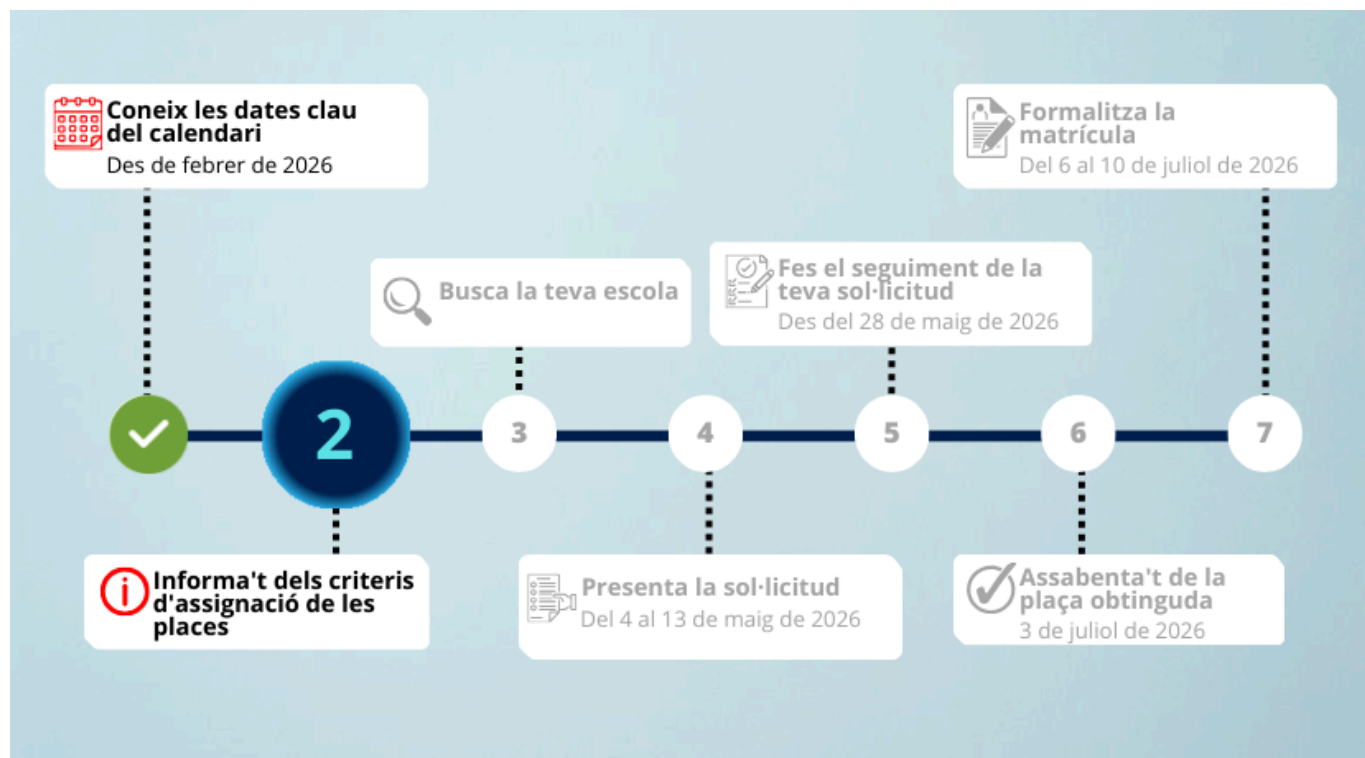 Coneix les dates clau
del calendari
Des de febrer de 2026
Formalitza la
matrícula
Del 6 al 10 de juliol de 2026
Busca la teva escola
Fes el seguiment de la
teva sol·licitud
Des del 28 de maig de 2026
2
3
4
5
6
7
Informa't dels criteris
d'assignació de les
places
Presenta la sol·licitud
Del 4 al 13 de maig de 2026
Assabenta't de la
plaça obtinguda
3 de juliol de 2026